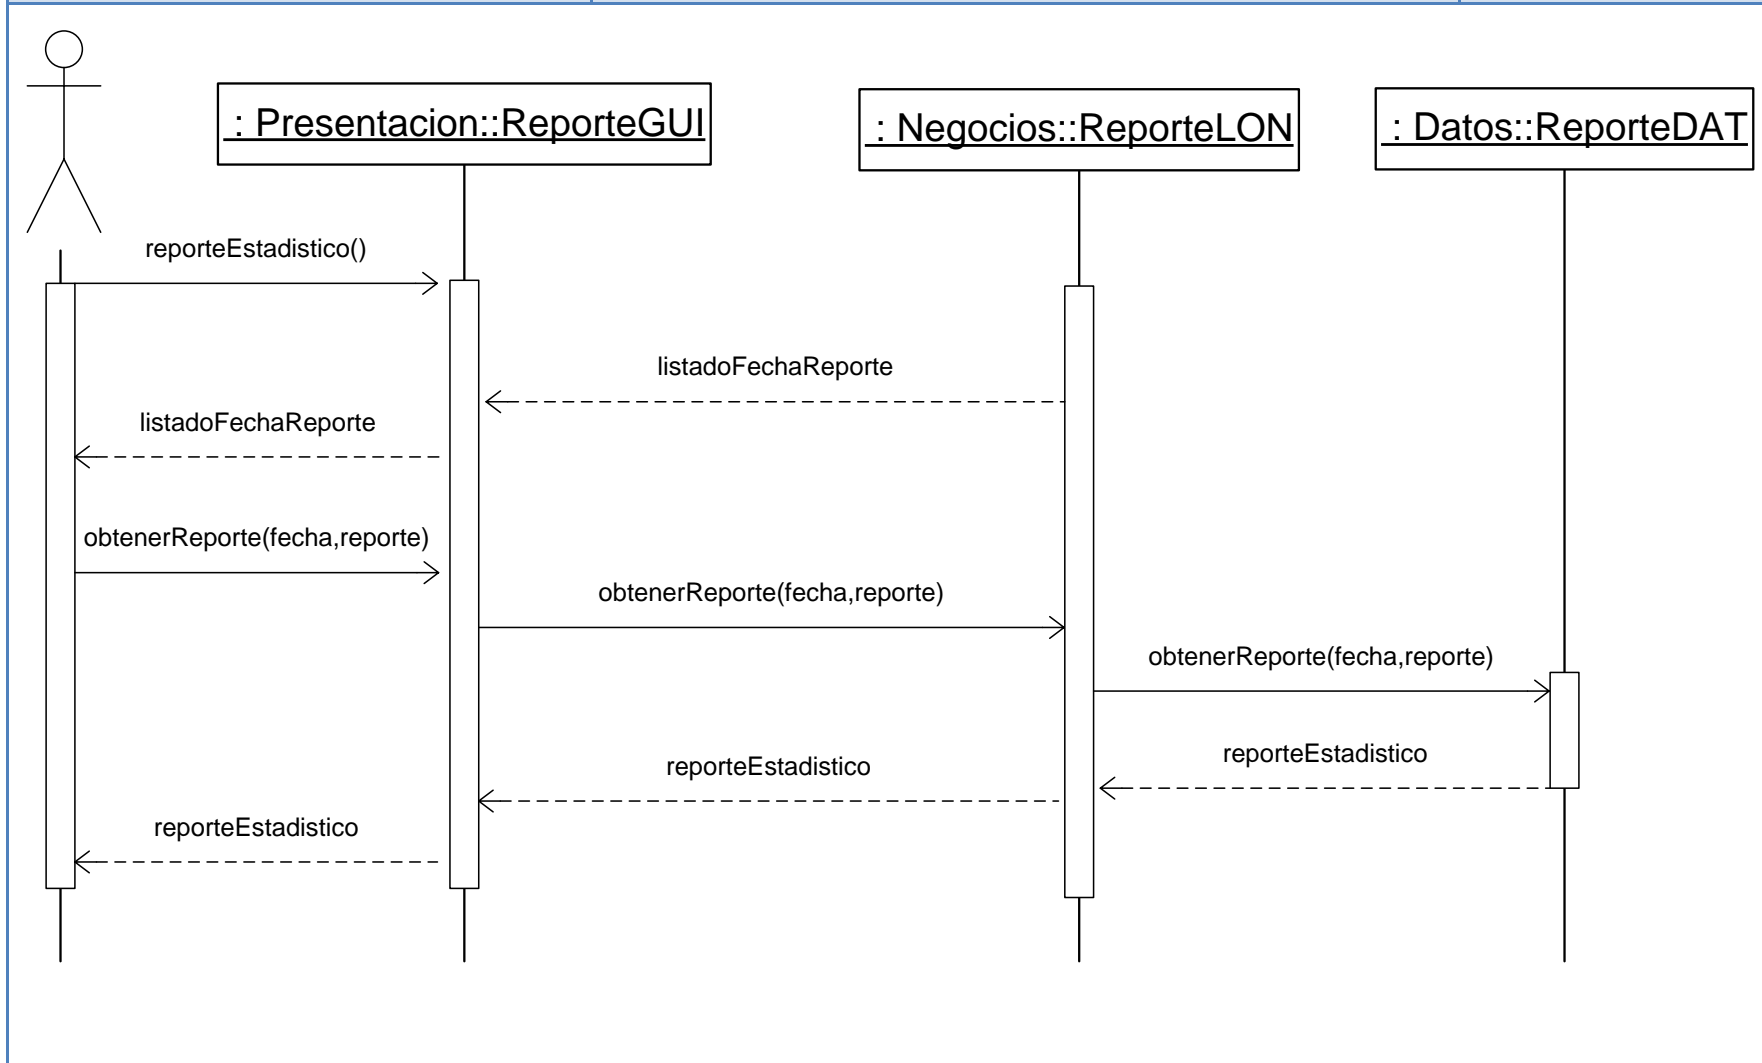 : Presentacion::ReporteGUI
: Negocios::ReporteLON
: Datos::ReporteDAT
reporteEstadistico()
listadoFechaReporte
listadoFechaReporte
obtenerReporte(fecha,reporte)
obtenerReporte(fecha,reporte)
obtenerReporte(fecha,reporte)
reporteEstadistico
reporteEstadistico
reporteEstadistico